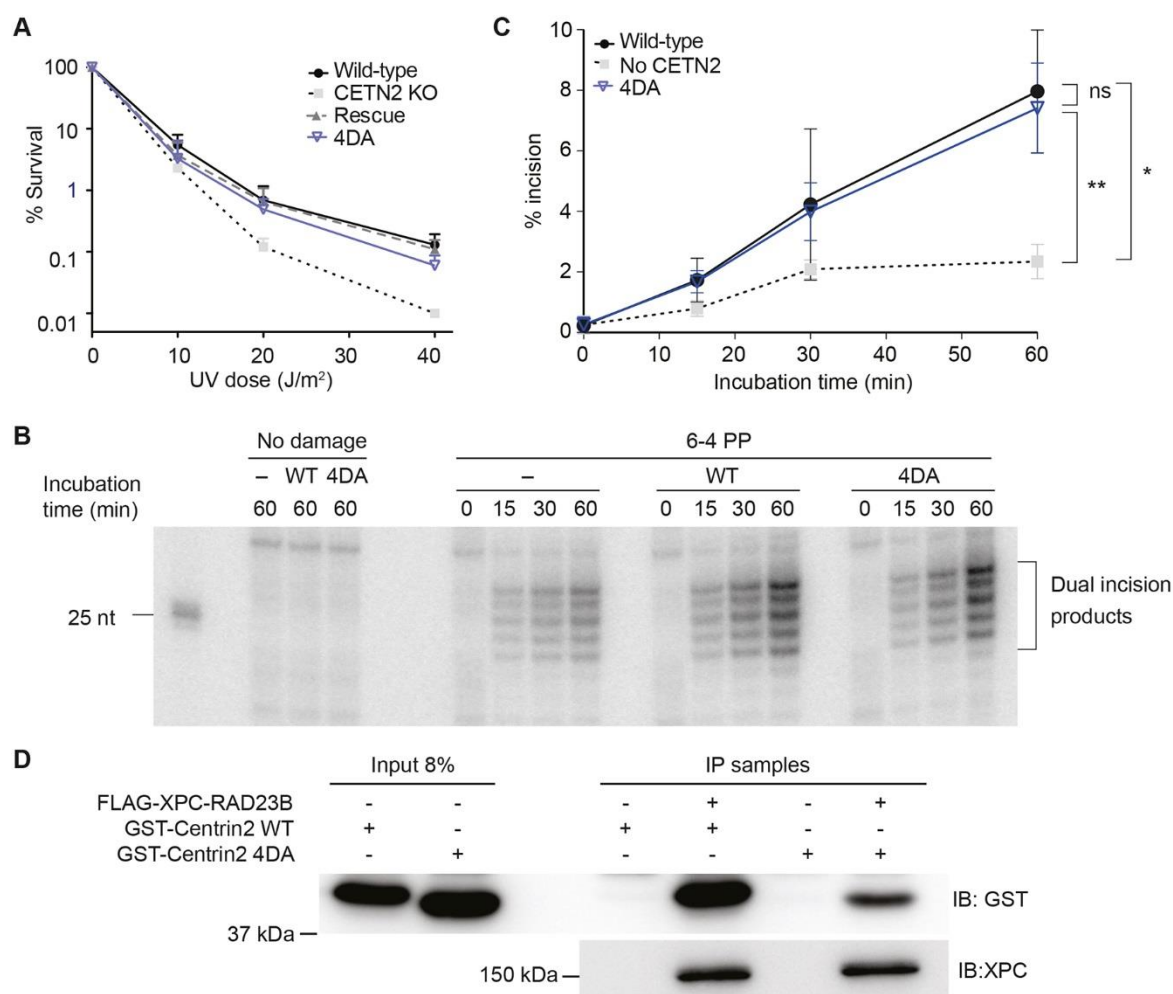 A
100
10
1
0.1
0.01
% Survival
0
10
20
30
40
UV dose (J/m²)
Wild-type
CETN2 KO
Rescue
4DA
C
10
8
6
4
2
0
% incision
0
10
20
30
40
50
60
Incubation time (min)
Wild-type
No CETN2
4DA
ns
**
*
B
No damage
6-4 PP
– WT 4DA
– WT 4DA
Incubation
time (min)
60 60 60 0 15 30 60 0 15 30 60 0 15 30 60
25 nt
Dual incision
products
D
Input 8% IP samples
FLAG-XPC-RAD23B - - - + - +
GST-Centrin2 WT + - + + - -
GST-Centrin2 4DA - + - - + +
IB: GST
37 kDa
150 kDa
IB:XPC